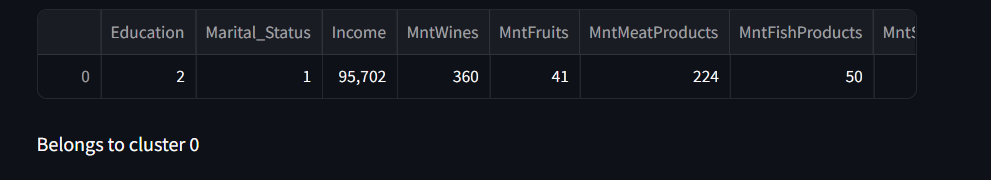 Education Marital_Status Income MntWines MntFruits MntMeatProducts MntFishProducts
0 2 1 95,702 360 41 224 50
Belongs to cluster 0